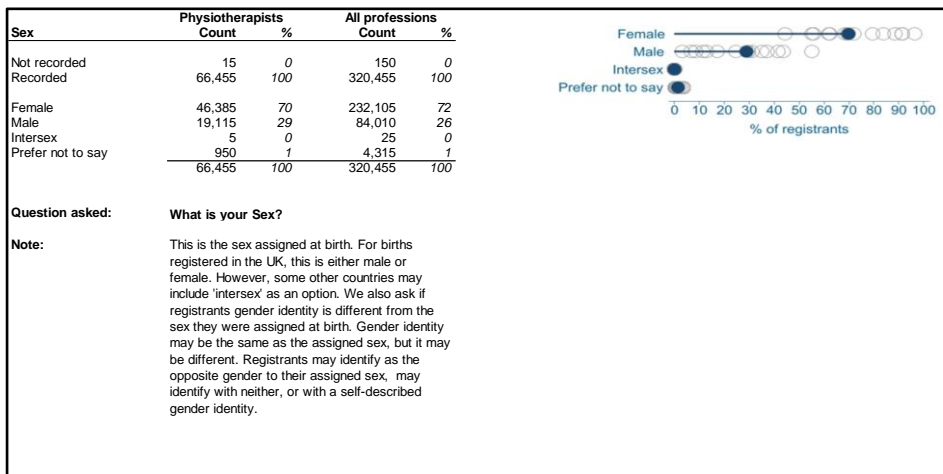 Physiotherapists All professions
Sex Count % Count %
Not recorded 15 0 150 0
Recorded 66,455 100 320,455 100
Female 46,385 70 232,105 72
Male 19,115 29 84,010 26
Intersex 5 0 25 0
Prefer not to say 950 1 4,315 1
66,455 100 320,455 100
Question asked: What is your Sex?
Note: This is the sex assigned at birth. For births
registered in the UK, this is either male or
female. However, some other countries may
include 'intersex' as an option. We also ask if
registrants gender identity is different from the
sex they were assigned at birth. Gender identity
may be the same as the assigned sex, but it may
be different. Registrants may identify as the
opposite gender to their assigned sex, may
identify with neither, or with a self-described
gender identity.
Female
Male
Intersex
Prefer not to say
0 10 20 30 40 50 60 70 80 90 100
% of registrants